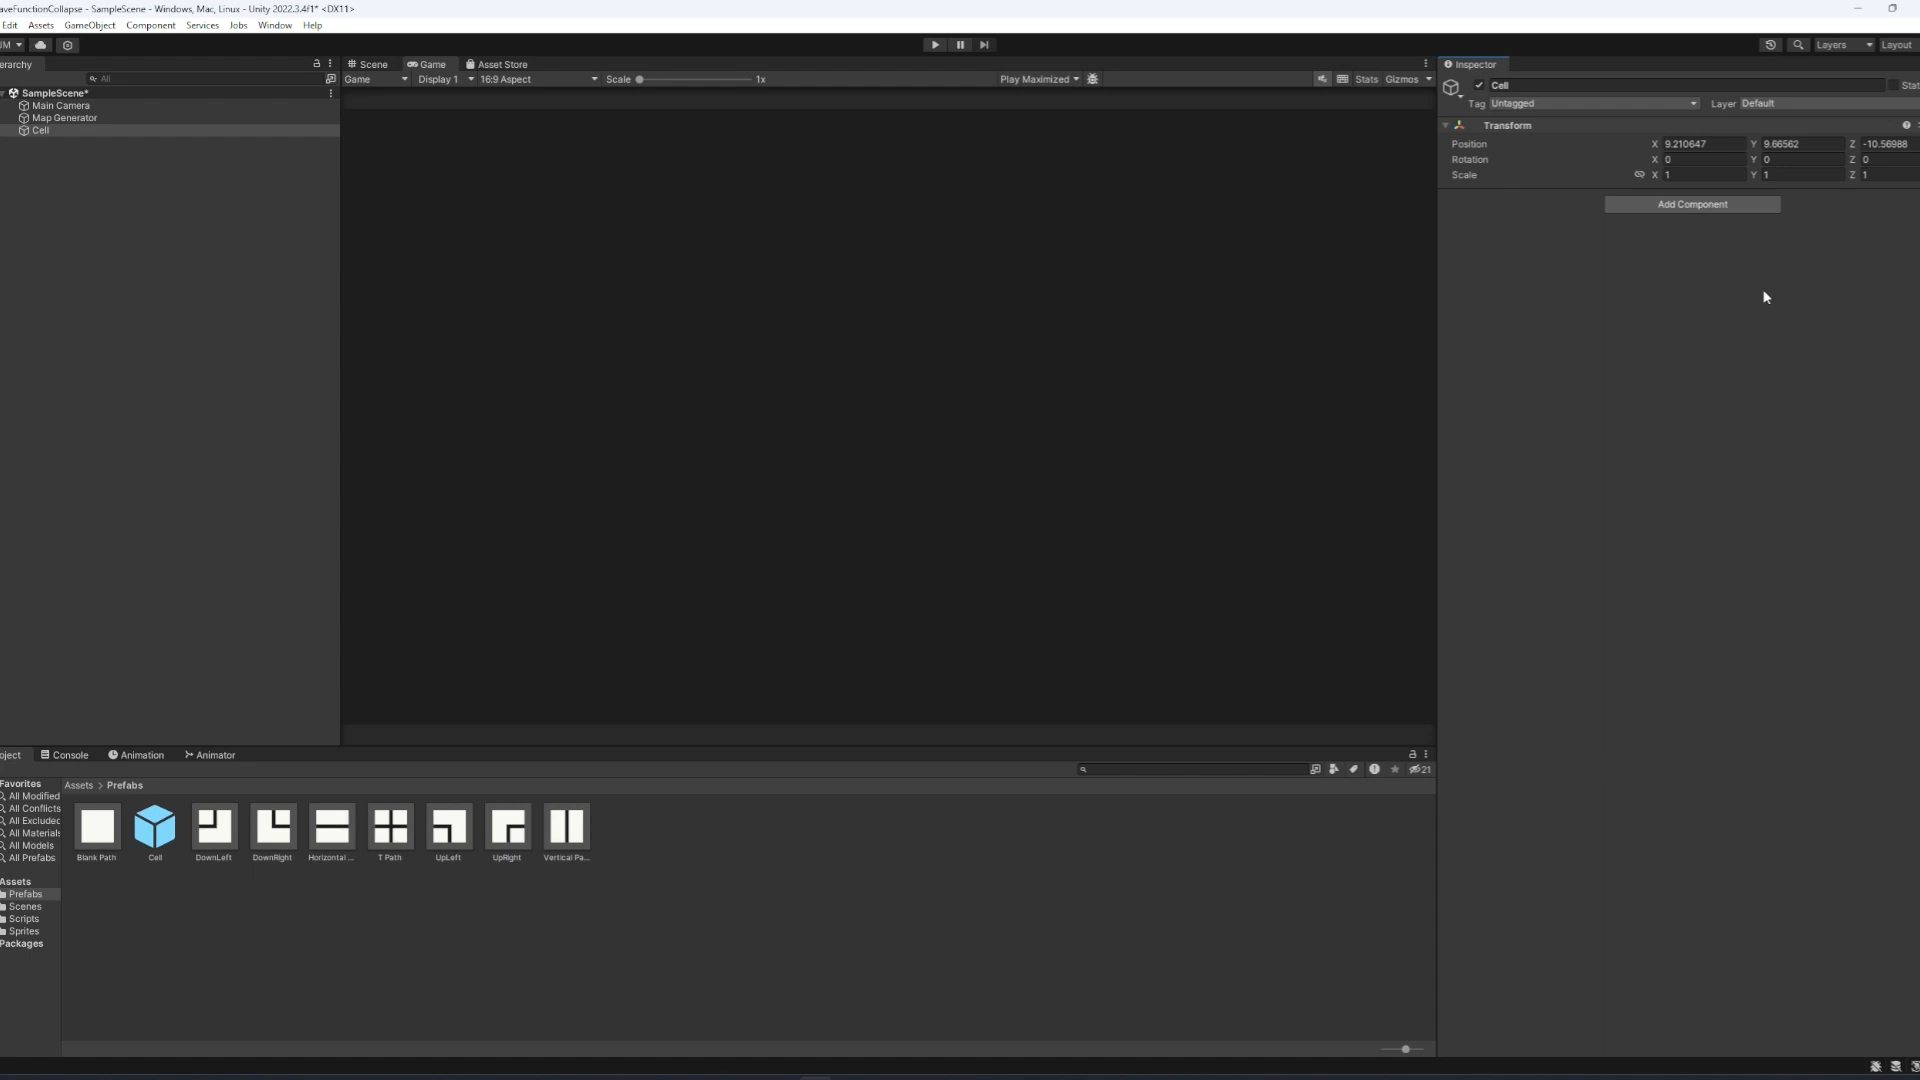 aveFunctionCollapse - SampleScene - Windows, Mac, Linux - Unity 2022.3.4f1* <DX11>
Edit Assets GameObject Component Services Jobs Window Help
Layers Layout
erarchy
All
SampleScene*
Main Camera
Map Generator
Cell
Scene Game Asset Store
Game Display 1 16:9 Aspect Scale 1x Play Maximized Stats Gizmos
Inspector
Cell Stat
Tag Untagged Layer Default
Transform
Position X 9.210647 Y 9.66562 Z -10.56988
Rotation X 0 Y 0 Z 0
Scale X 1 Y 1 Z 1
Add Component
oject Console Animation Animator
21
Favorites
All Modified
All Conflicts
All Excluded
All Materials
All Models
All Prefabs
Assets
Prefabs
Scenes
Scripts
Sprites
Packages
Assets > Prefabs
Blank Path Cell DownLeft DownRight Horizontal ... T Path UpLeft UpRight Vertical Pa...